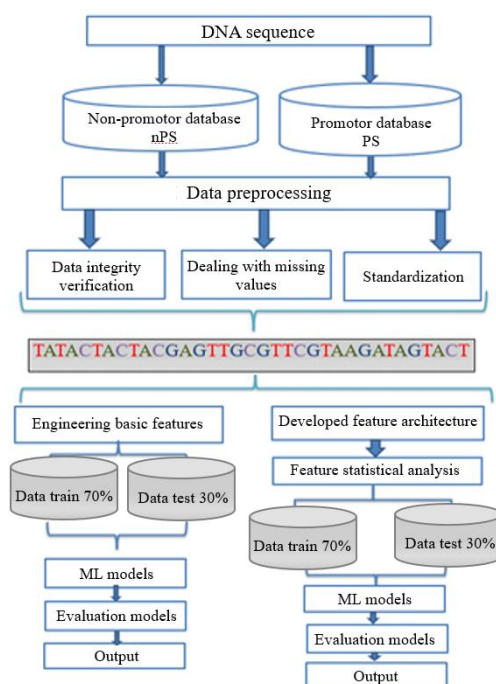 DNA sequence
Non-promotor database
nPS
Promotor database
PS
Data preprocessing
Data integrity
verification
Dealing with missing
values
Standardization
TATACTACTACGAGTTGCGTTCGTAAGATAGTACT
Engineering basic features
Developed feature architecture
Feature statistical analysis
Data train 70%
Data test 30%
Data train 70%
Data test 30%
ML models
ML models
Evaluation models
Evaluation models
Output
Output